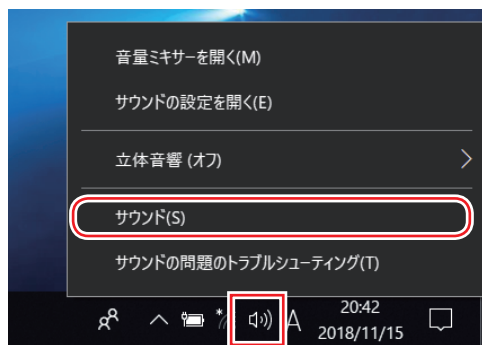 音量ミキサーを開く(M)
サウンドの設定を開く(E)
立体音響 (オフ)
サウンド(S)
サウンドの問題のトラブルシューティング(T)
A
20:42
2018/11/15